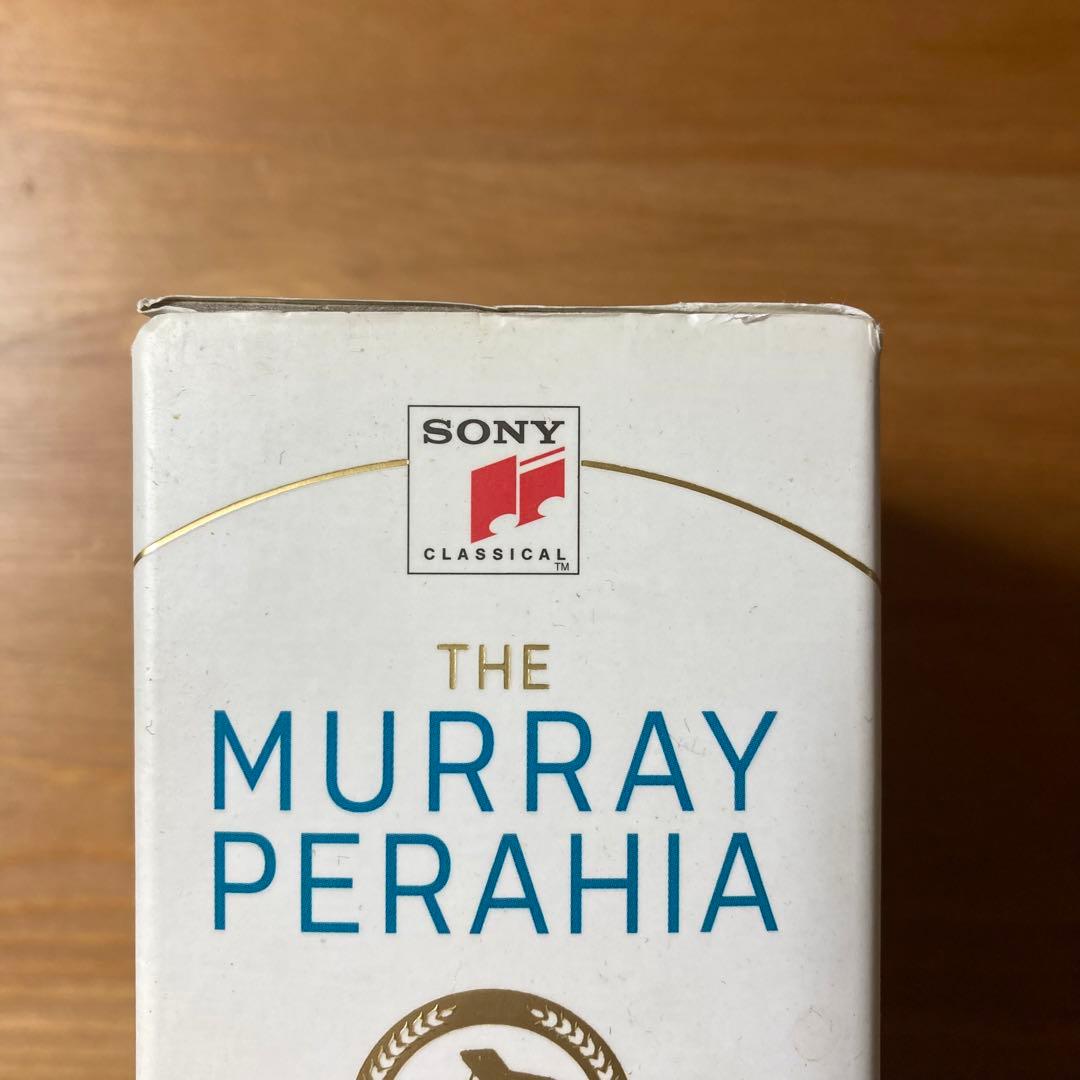 SONY
CLASSICAL
TM
THE
MURRAY
PERAHIA